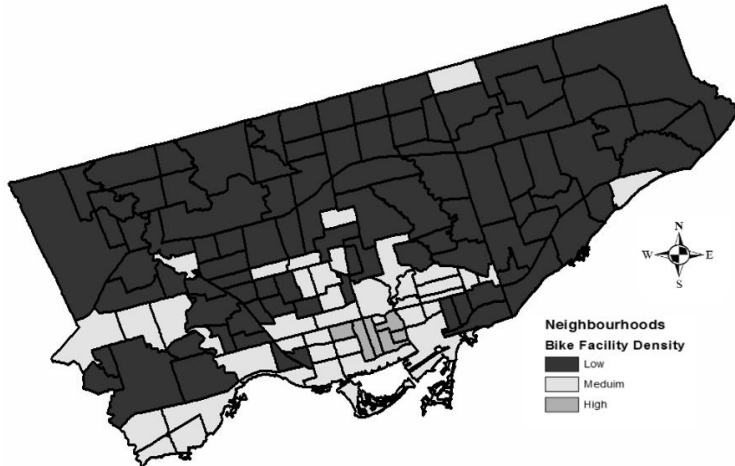 N
W E
S
Neighbourhoods
Bike Facility Density
Low
Meduim
High